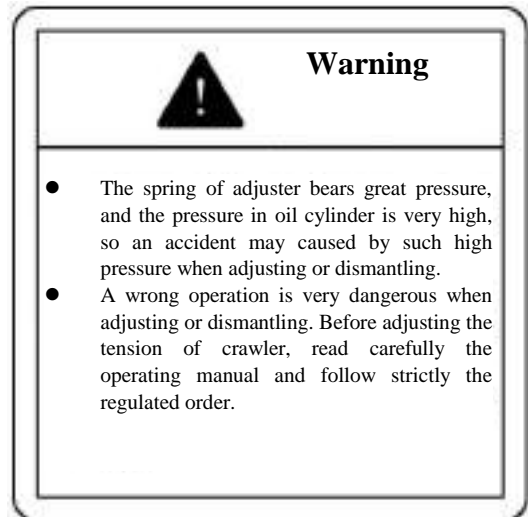 Warning
● The spring of adjuster bears great pressure,
and the pressure in oil cylinder is very high,
so an accident may caused by such high
pressure when adjusting or dismantling.
● A wrong operation is very dangerous when
adjusting or dismantling. Before adjusting the
tension of crawler, read carefully the
operating manual and follow strictly the
regulated order.